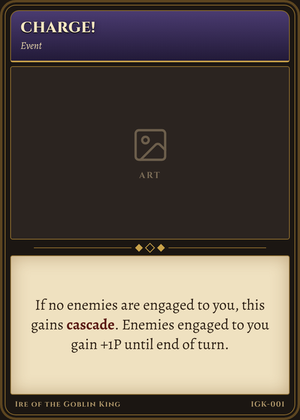 CHARGE!
Event
ART
If no enemies are engaged to you, this
gains cascade. Enemies engaged to you
gain +1P until end of turn.
Ire of the Goblin King
IGK-001